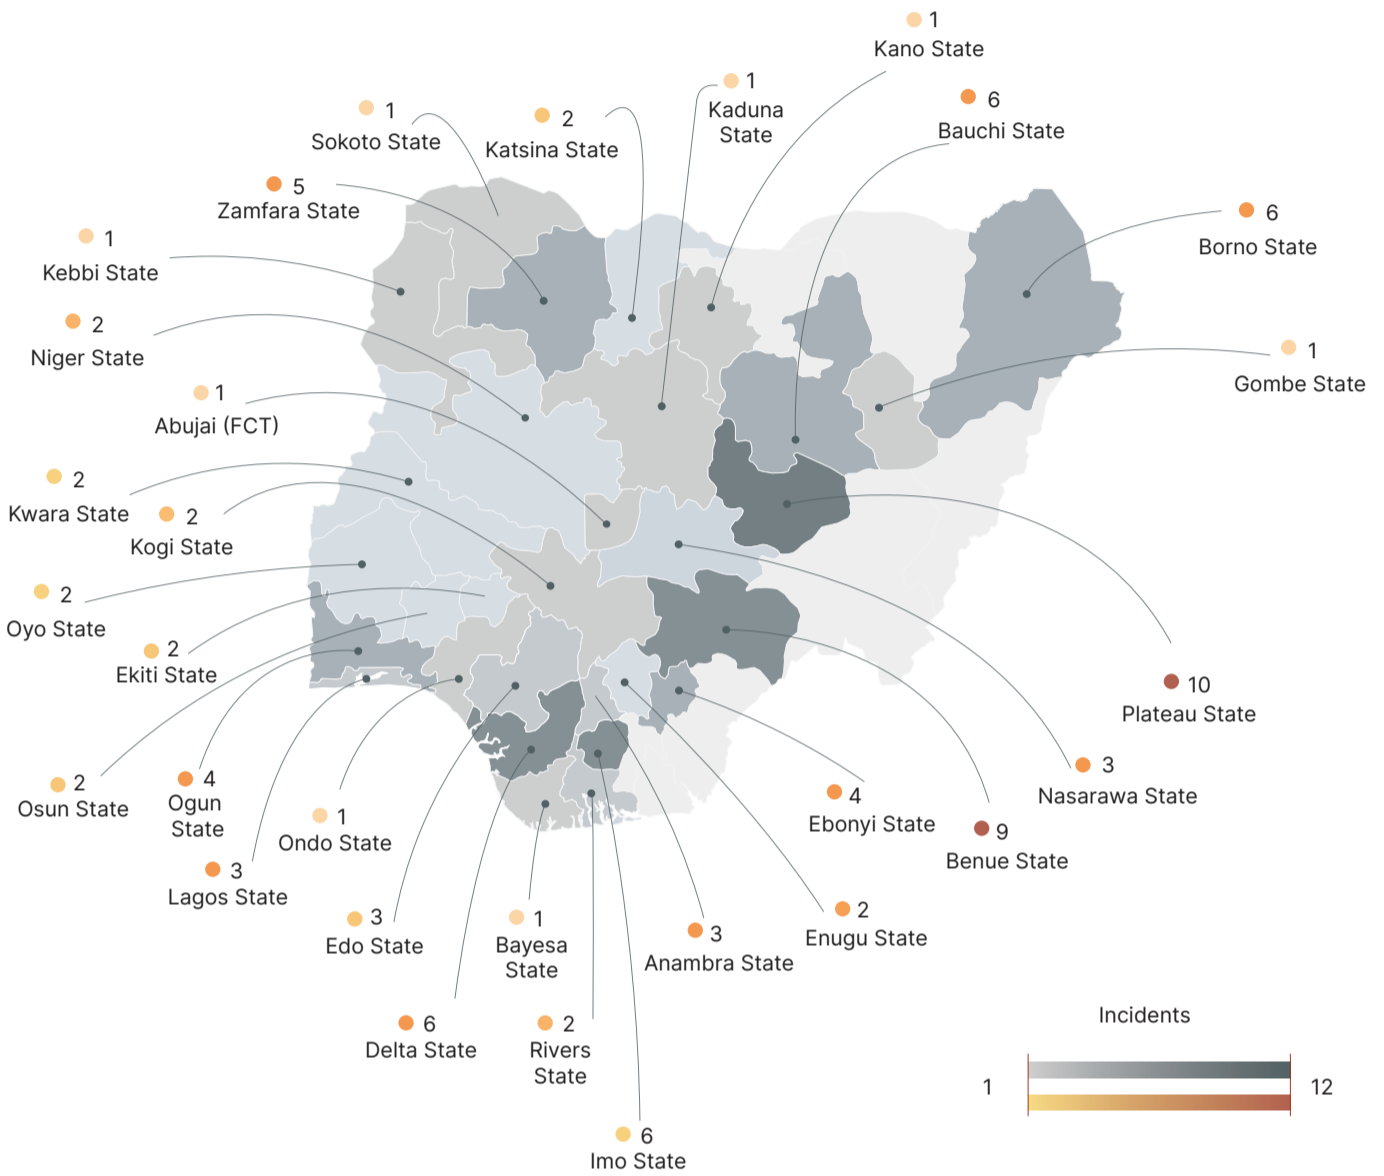 1
Kano State
1
Kaduna
State
6
Bauchi State
1
Sokoto State
2
Katsina State
5
Zamfara State
6
Borno State
1
Kebbi State
2
Niger State
1
Gombe State
1
Abujai (FCT)
2
Kwara State
2
Kogi State
2
Oyo State
2
Ekiti State
10
Plateau State
2
Osun State
4
Ogun
State
1
Ondo State
3
Lagos State
3
Nasarawa State
4
Ebonyi State
9
Benue State
3
Edo State
1
Bayesa
State
3
Anambra State
2
Enugu State
6
Delta State
2
Rivers
State
6
Imo State
Incidents
1
12